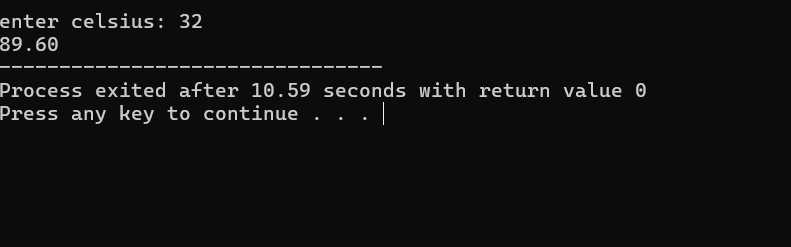 enter celsius: 32
89.60
--------------------------------
Process exited after 10.59 seconds with return value 0
Press any key to continue . . .